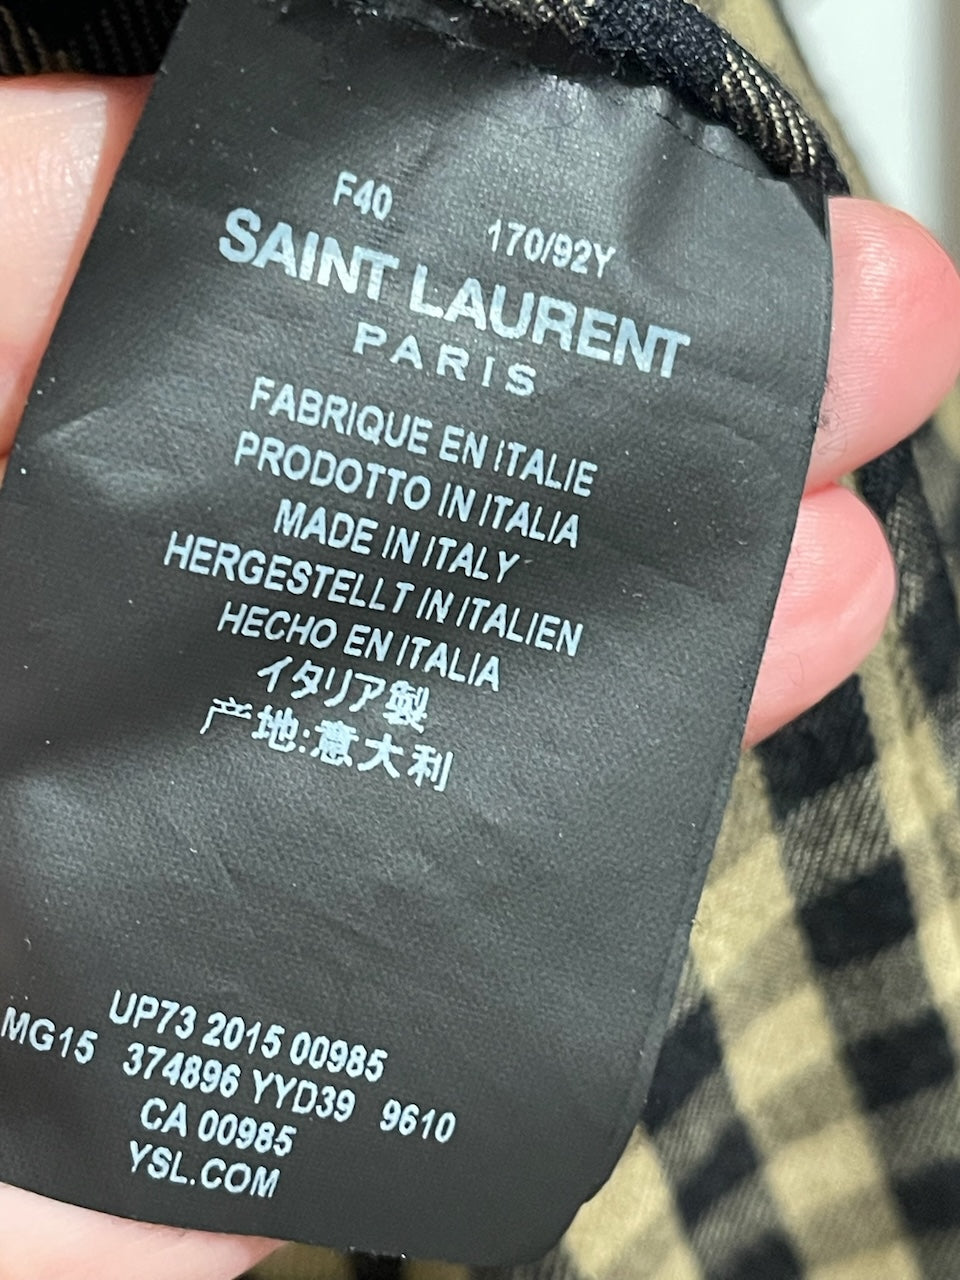 F40 170/92Y
SAINT LAURENT
PARIS
FABRIQUE EN ITALIE
PRODOTTO IN ITALIA
MADE IN ITALY
HERGESTELLT IN ITALIEN
HECHO EN ITALIA
イタリア製
产地:意大利
UP73 2015 00985
MG15 374896 YYD39 9610
CA 00985
YSL.COM